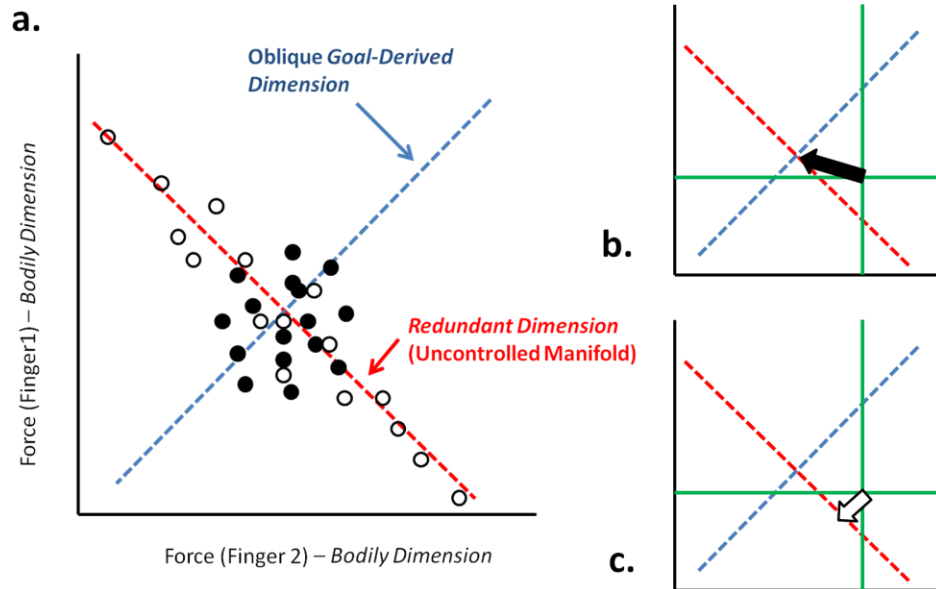 a.
Oblique Goal-Derived
Dimension
Force (Finger1) – Bodily Dimension
Redundant Dimension
(Uncontrolled Manifold)
Force (Finger 2) – Bodily Dimension
b.
c.